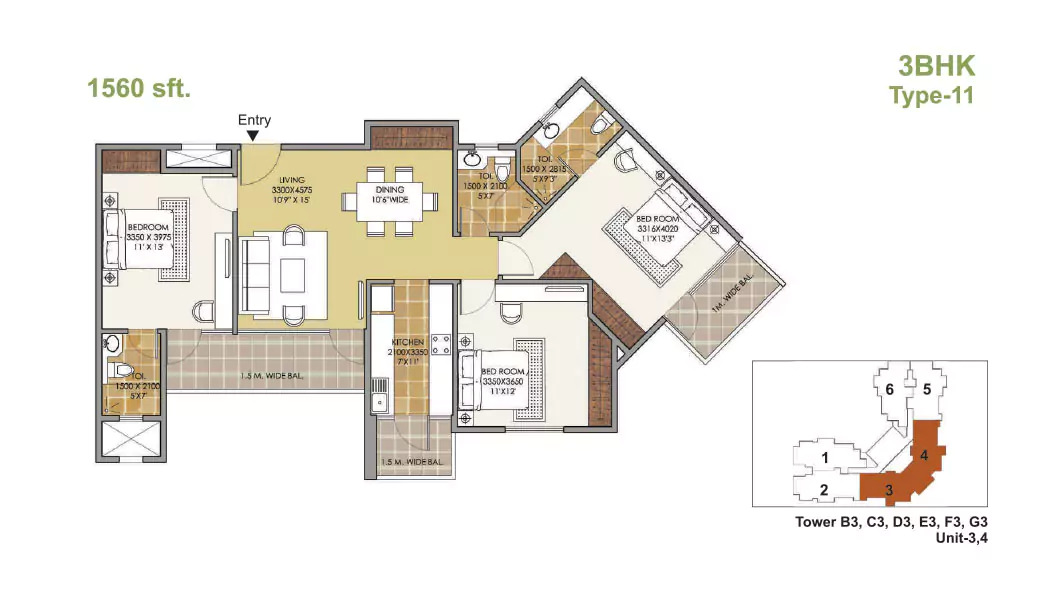 1560 sft.
3BHK
Type-11
Entry
LIVING
3300X4575
10'9" X 15'
DINING
10'6"WIDE
TOI.
1500 X 2100
5'X7'
TOI.
1500 X 2815
5'X9'3"
BED ROOM
3316X4020
11'X13'3"
1M. WIDE BAL.
BEDROOM
3350 X 3975
11' X 13'
KITCHEN
2100X3350
7'X11'
BED ROOM
3350X3650
11'X12'
TOI.
1500 X 2100
5'X7'
1.5 M. WIDE BAL.
1.5 M. WIDE BAL.
6
5
1
4
2
3
Tower B3, C3, D3, E3, F3, G3
Unit-3,4